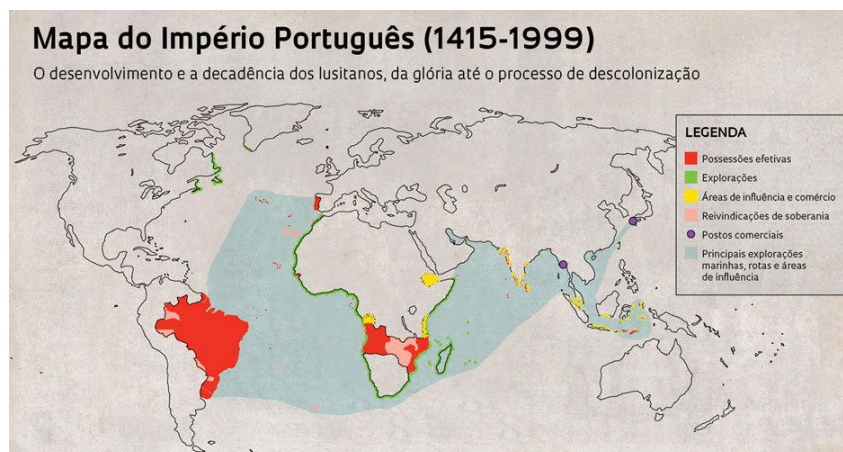 Mapa do Império Português (1415-1999)
O desenvolvimento e a decadência dos lusitanos, da glória até o processo de descolonização
LEGENDA
Possessões efetivas
Explorações
Áreas de influência e comércio
Reivindicações de soberania
Postos comerciais
Principais explorações
marinhas, rotas e áreas
de influência